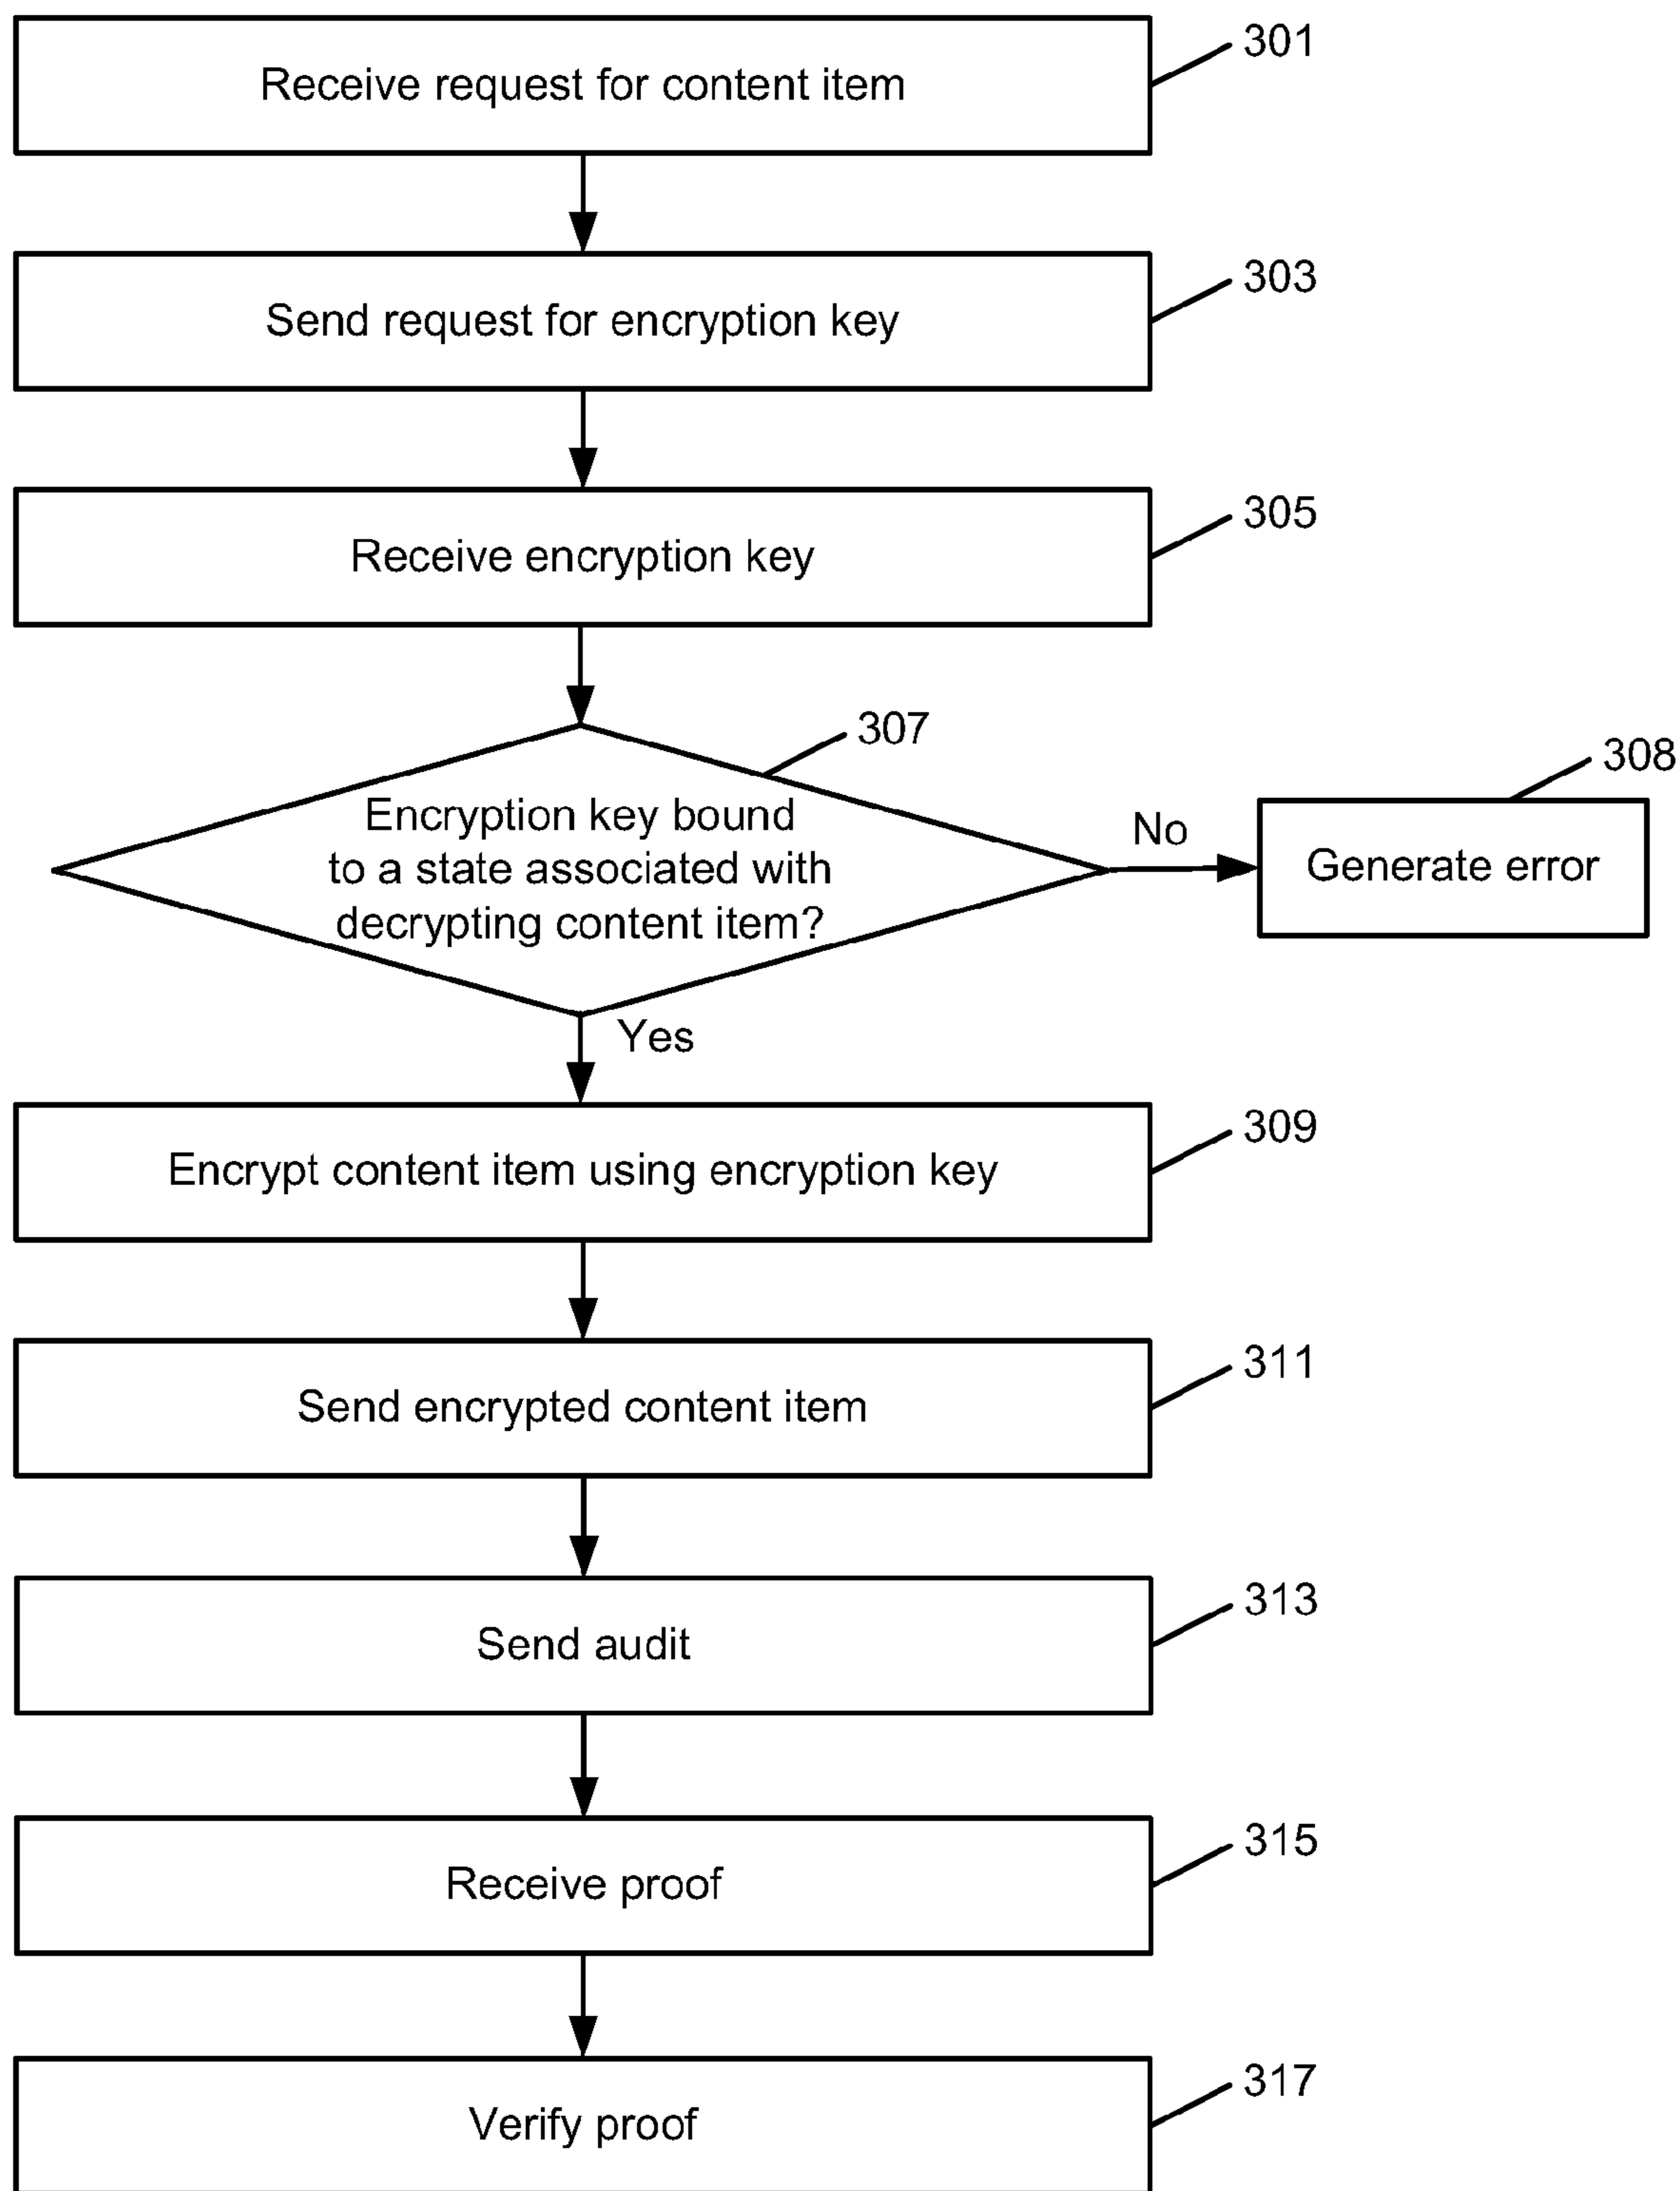 301
Receive request for content item
303
Send request for encryption key
305
Receive encryption key
307
308
Encryption key bound
to a state associated with
decrypting content item?
No
Generate error
Yes
309
Encrypt content item using encryption key
311
Send encrypted content item
313
Send audit
315
Receive proof
317
Verify proof